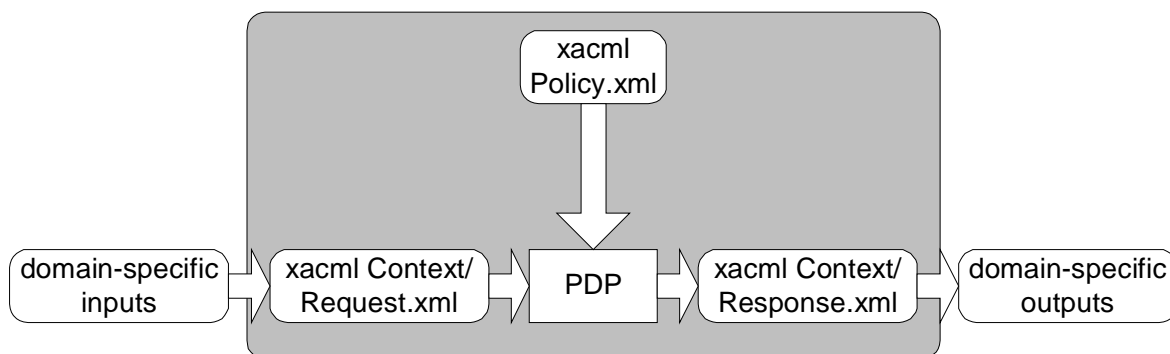 xacml
Policy.xml
domain-specific
inputs
xacml Context/
Request.xml
PDP
xacml Context/
Response.xml
domain-specific
outputs